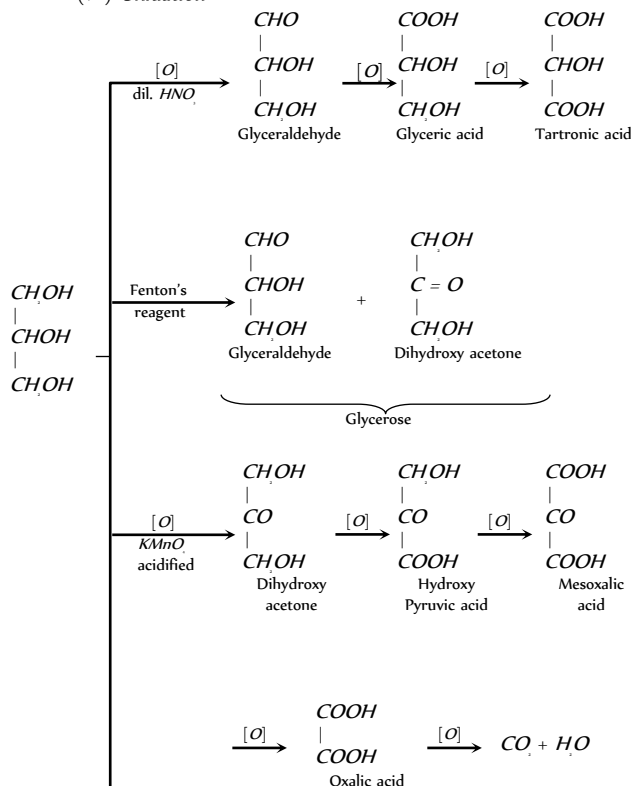 [O]
dil. HNO₃
CHO
|
CHOH
|
CH₂OH
Glyceraldehyde
[O]
COOH
|
CHOH
|
CH₂OH
Glyceric acid
[O]
COOH
|
CHOH
|
COOH
Tartronic acid
CH₂OH
|
CHOH
|
CH₂OH
Fenton's
reagent
CHO
|
CHOH
|
CH₂OH
Glyceraldehyde
+
CH₂OH
|
C = O
|
CH₂OH
Dihydroxy acetone
Glycerose
[O]
KMnO₄
acidified
CH₂OH
|
CO
|
CH₂OH
Dihydroxy
acetone
[O]
CH₂OH
|
CO
|
COOH
Hydroxy
Pyruvic acid
[O]
COOH
|
CO
|
COOH
Mesoxalic
acid
[O]
COOH
|
COOH
Oxalic acid
[O]
CO₂ + H₂O